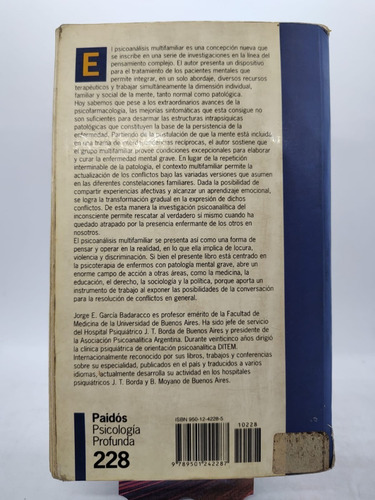 E l psicoanálisis multifamiliar es una concepción nueva que
se inscribe en una serie de investigaciones en la línea del
pensamiento complejo. El autor presenta un dispositivo
para el tratamiento de los pacientes mentales que
permite integrar, en un solo abordaje, diversos recursos
terapéuticos y trabajar simultáneamente la dimensión individual,
familiar y social de la mente, tanto normal como patológica.
Hoy sabemos que pese a los extraordinarios avances de la
psicofarmacología, las mejorías sintomáticas que esta consigue no
son suficientes para desarmar las estructuras intrapsíquicas
patológicas que constituyen la base de la persistencia de la
enfermedad. Partiendo de la postulación de que la mente está incluida
en una trama de interdependencias recíprocas, el autor sostiene que
el grupo multifamiliar provee condiciones excepcionales para elaborar
y curar la enfermedad mental grave. En lugar de la repetición
interminable de la patología, el contexto multifamiliar permite la
actualización de los conflictos bajo las variadas versiones que asumen
en las diferentes constelaciones familiares. Dada la posibilidad de
compartir experiencias afectivas y alcanzar un aprendizaje emocional,
se logra la transformación gradual en la expresión de dichos
conflictos. De esta manera la investigación psicoanalítica del
inconsciente permite rescatar al verdadero sí mismo cuando ha
quedado atrapado por la presencia enfermante de los otros en
nosotros.
El psicoanálisis multifamiliar se presenta así como una forma de
pensar y operar en la realidad, en lo que ella implica de locura,
violencia y discriminación. Si bien el presente libro está centrado en
la psicoterapia de enfermos con patología mental grave, abre un
enorme campo de acción a otras áreas, como la medicina, la
educación, el derecho, la sociología y la política, porque aporta un
instrumento de trabajo al exponer las posibilidades de la conversación
para la resolución de conflictos en general.
Jorge E. García Badaracco es profesor emérito de la Facultad de
Medicina de la Universidad de Buenos Aires. Ha sido jefe de servicio
del Hospital Psiquiátrico J. T. Borda de Buenos Aires y presidente de
la Asociación Psicoanalítica Argentina. Durante veinticinco años dirigió
la clínica psiquiátrica de orientación psicoanalítica DITEM.
Internacionalmente reconocido por sus libros, trabajos y conferencias
sobre su especialidad, publicados en el país y traducidos a varios
idiomas, actualmente desarrolla su actividad en los hospitales
psiquiátricos J. T. Borda y B. Moyano de Buenos Aires.
Paidós
Psicología
Profunda
228
ISBN 950-12-4228-5
10228
9 789501 242287